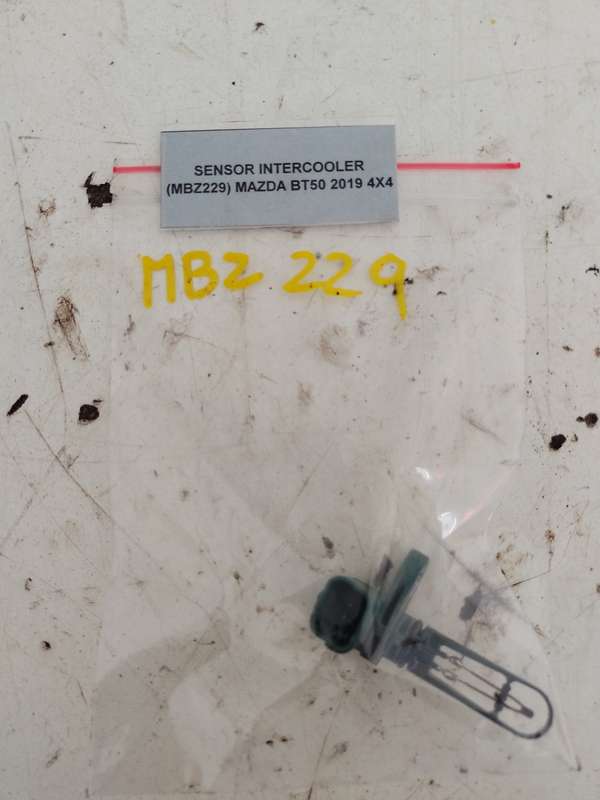 SENSOR INTERCOOLER
(MBZ229) MAZDA BT50 2019 4X4
MBZ 229